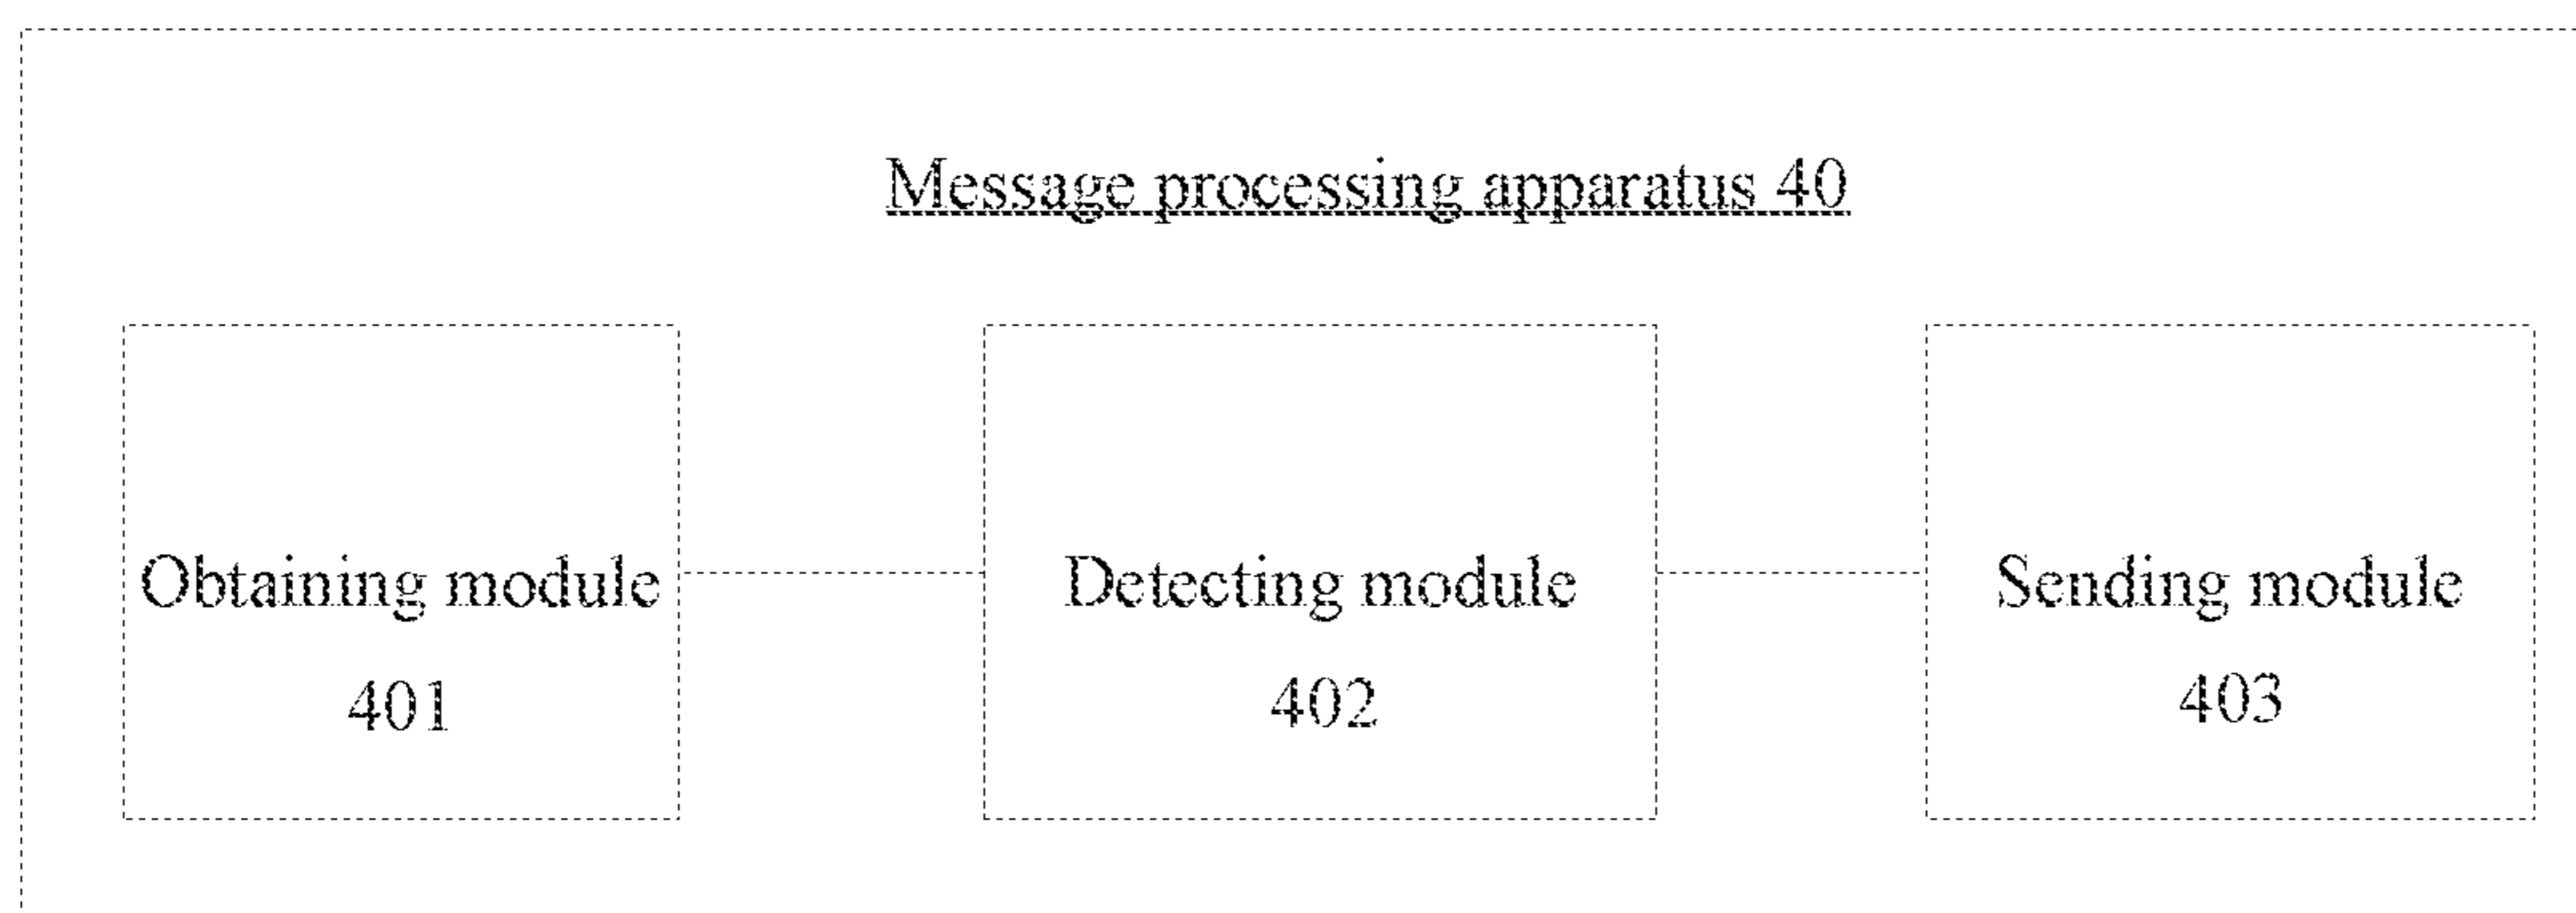 Message processing apparatus 40
Obtaining module
401
Detecting module
402
Sending module
403